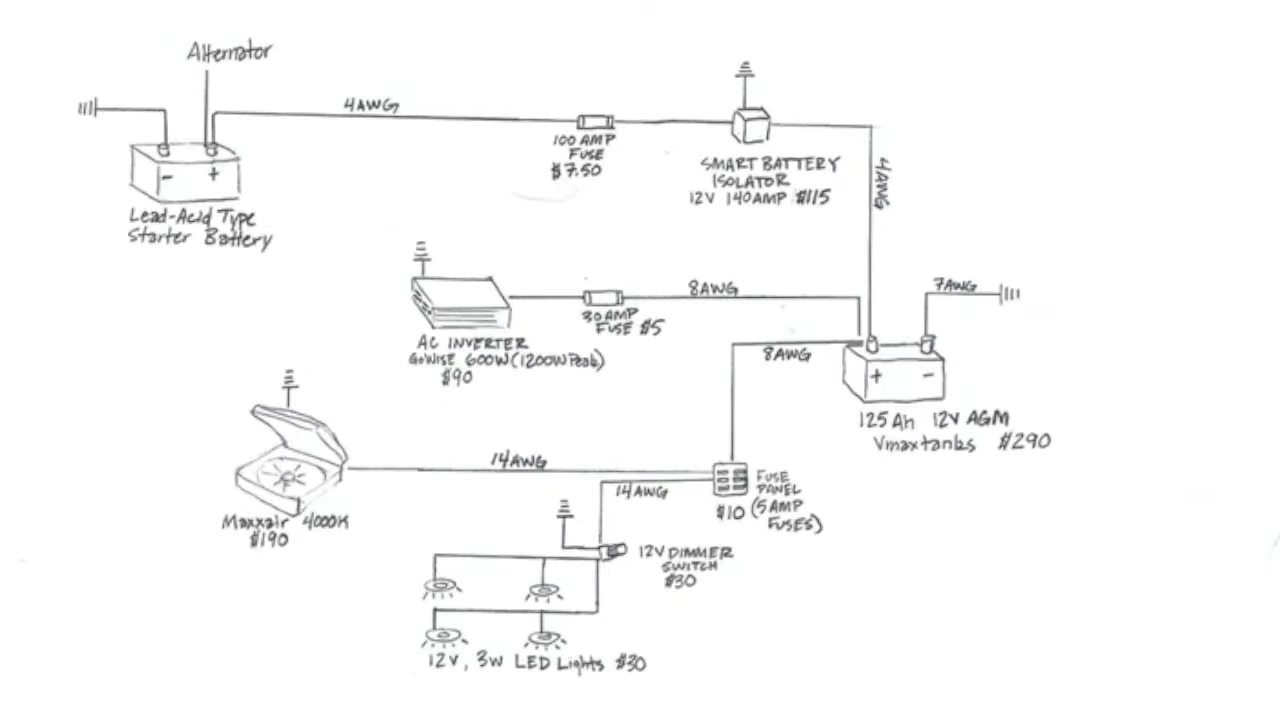 Alternator
4AWG
100 AMP
FUSE
$7.50
SMART BATTERY
ISOLATOR
12V 140AMP $115
4AWG
- +
Lead-Acid Type
Starter Battery
8AWG
30 AMP
FUSE $5
7AWG
AC INVERTER
GoWISE 600W (1200W Peak)
$90
8AWG
+ -
125Ah 12V AGM
Vmaxtanks $290
14AWG
14AWG
FUSE
PANEL
$10 (5 AMP
FUSES)
Maxxair 4000K
$190
12V DIMMER
SWITCH
$30
12V, 3W LED Lights $30